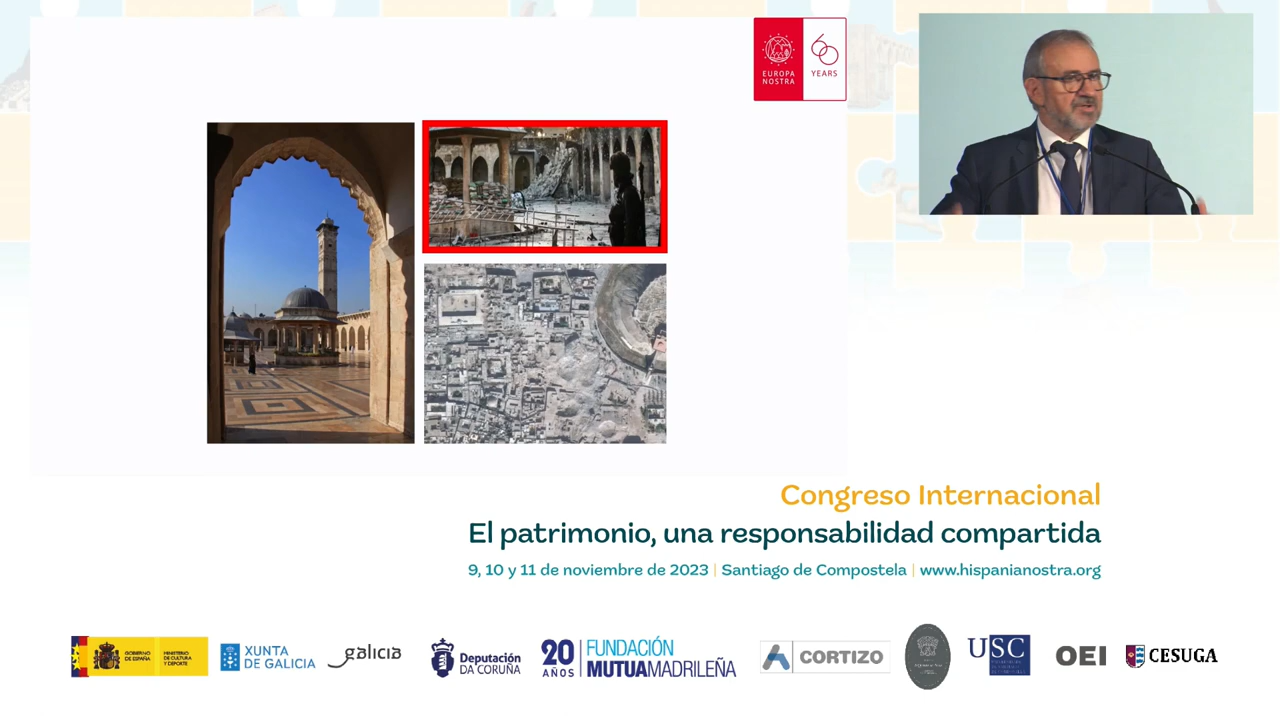 EUROPA
NOSTRA
60
YEARS
Congreso Internacional
El patrimonio, una responsabilidad compartida
9, 10 y 11 de noviembre de 2023 | Santiago de Compostela | www.hispanianostra.org
GOBIERNO
DE ESPAÑA
MINISTERIO
DE CULTURA
Y DEPORTE
XUNTA
DE GALICIA
galicia
Deputación
DA CORUÑA
20
AÑOS
FUNDACIÓN
MUTUAMADRILEÑA
CORTIZO
USC
OEI
CESUGA